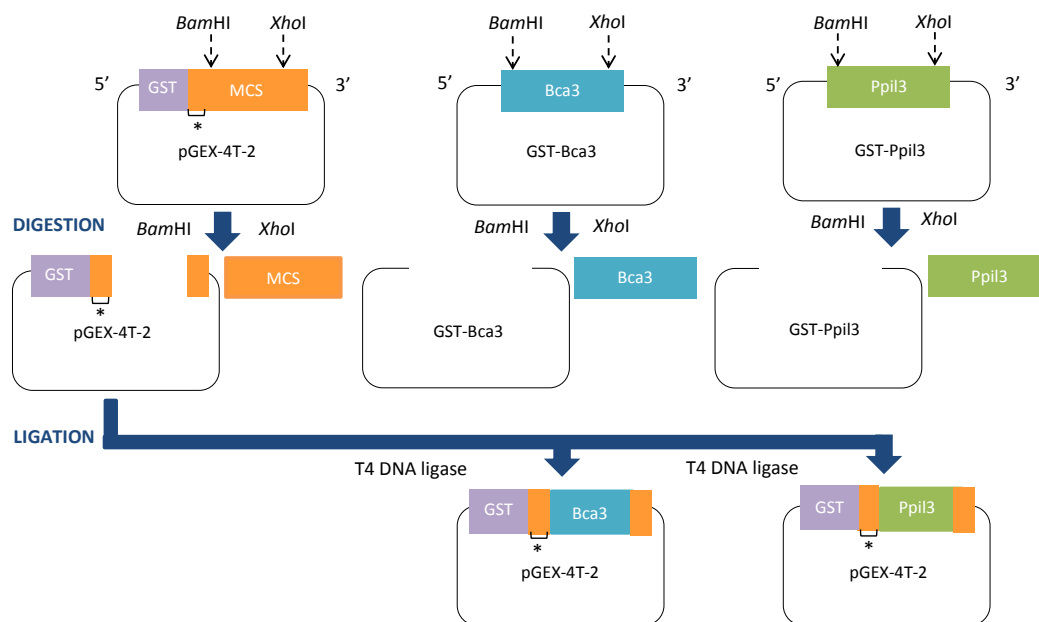 BamHI XhoI
BamHI XhoI
BamHI XhoI
5’ GST MCS 3’
5’ Bca3 3’
Ppil3 3’
*
pGEX-4T-2
GST-Bca3
GST-Ppil3
DIGESTION
BamHI XhoI
BamHI XhoI
BamHI XhoI
GST
MCS
Bca3
Ppil3
*
pGEX-4T-2
GST-Bca3
GST-Ppil3
LIGATION
T4 DNA ligase
T4 DNA ligase
GST Bca3
GST Ppil3
*
*
pGEX-4T-2
pGEX-4T-2